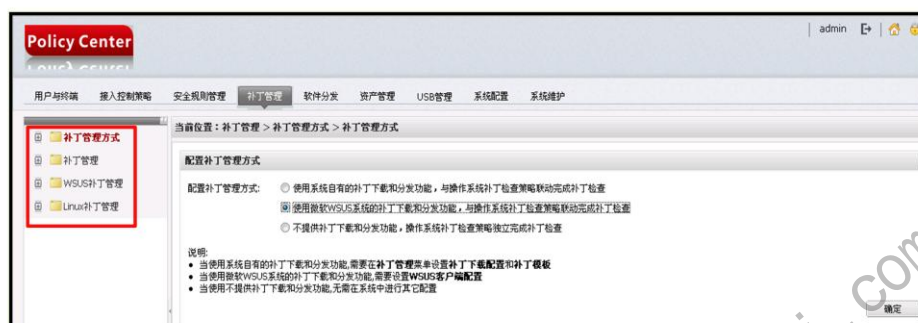 Policy Center
admin
用户与终端 接入控制策略 安全规则管理 补丁管理 软件分发 资产管理 USB管理 系统配置 系统维护
补丁管理方式
补丁管理
WSUS补丁管理
Linux补丁管理
当前位置：补丁管理 > 补丁管理方式 > 补丁管理方式
配置补丁管理方式
配置补丁管理方式: 使用系统自有的补丁下载和分发功能，与操作系统补丁检查策略联动完成补丁检查
使用微软WSUS系统的补丁下载和分发功能，与操作系统补丁检查策略联动完成补丁检查
不提供补丁下载和分发功能，操作系统补丁检查策略独立完成补丁检查
说明:
• 当使用系统自有的补丁下载和分发功能,需要在补丁管理菜单设置补丁下载配置和补丁模板
• 当使用微软WSUS系统的补丁下载和分发功能,需要设置WSUS客户端配置
• 当使用不提供补丁下载和分发功能,无需在系统中进行其它配置
确定
.com